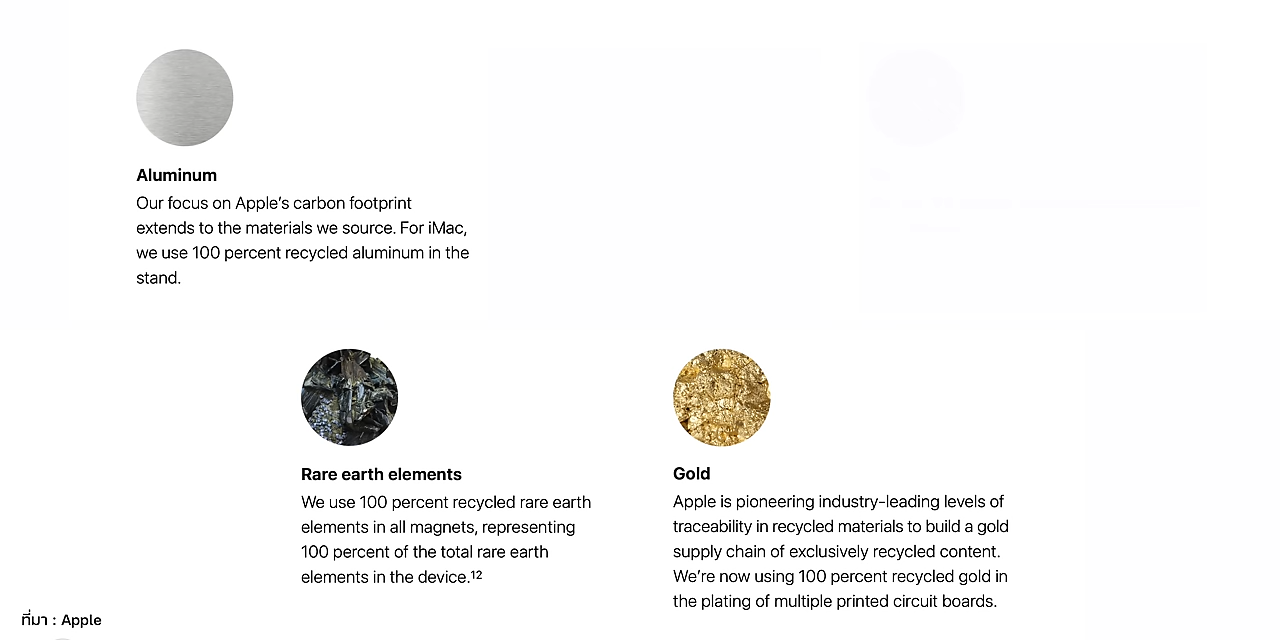 Aluminum
Our focus on Apple’s carbon footprint
extends to the materials we source. For iMac,
we use 100 percent recycled aluminum in the
stand.
Rare earth elements
We use 100 percent recycled rare earth
elements in all magnets, representing
100 percent of the total rare earth
elements in the device.¹²
Gold
Apple is pioneering industry-leading levels of
traceability in recycled materials to build a gold
supply chain of exclusively recycled content.
We’re now using 100 percent recycled gold in
the plating of multiple printed circuit boards.
ที่มา : Apple